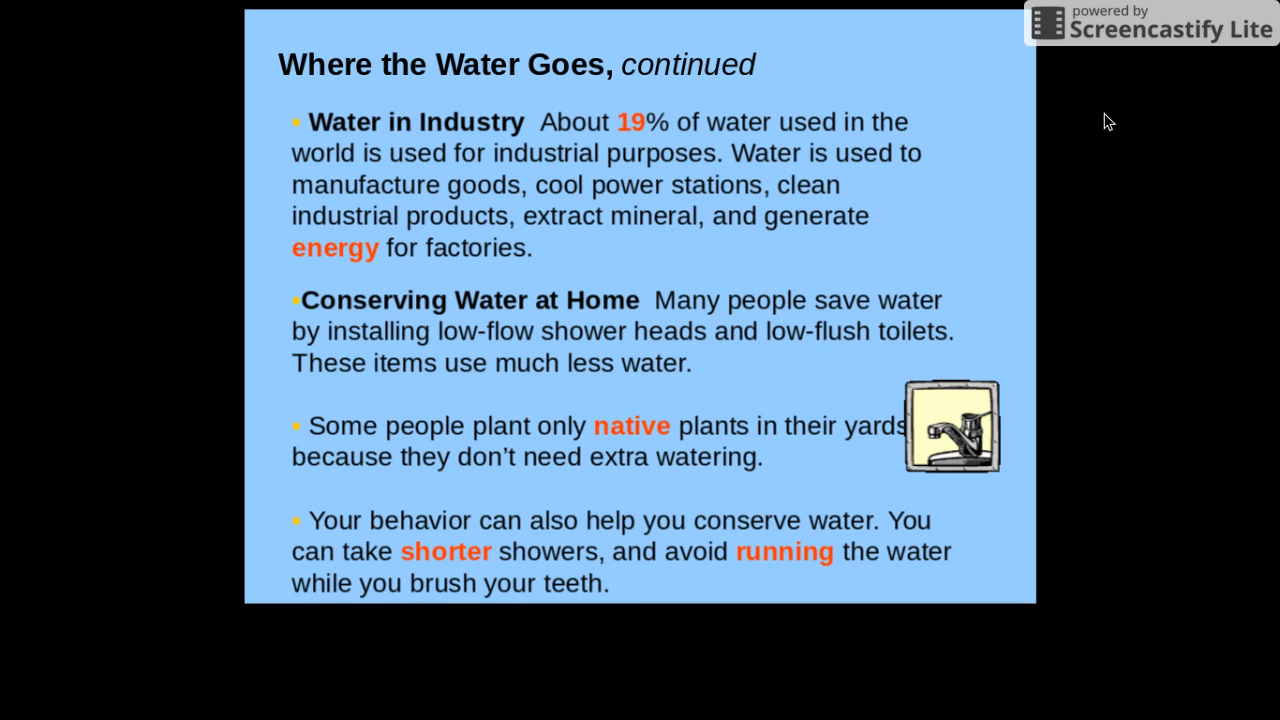 powered by
Screencastify Lite
Where the Water Goes, continued
• Water in Industry About 19% of water used in the
world is used for industrial purposes. Water is used to
manufacture goods, cool power stations, clean
industrial products, extract mineral, and generate
energy for factories.
•Conserving Water at Home Many people save water
by installing low-flow shower heads and low-flush toilets.
These items use much less water.
• Some people plant only native plants in their yards
because they don’t need extra watering.
• Your behavior can also help you conserve water. You
can take shorter showers, and avoid running the water
while you brush your teeth.